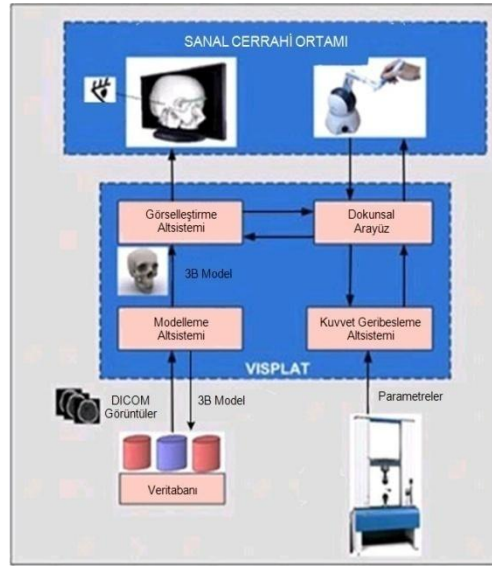 SANAL CERRAHİ ORTAMI
Görselleştirme
Altsistemi
Dokunsal
Arayüz
3B Model
Modelleme
Altsistemi
Kuvvet Geribesleme
Altsistemi
VISPLAT
DICOM
Görüntüler
3B Model
Parametreler
Veritabanı